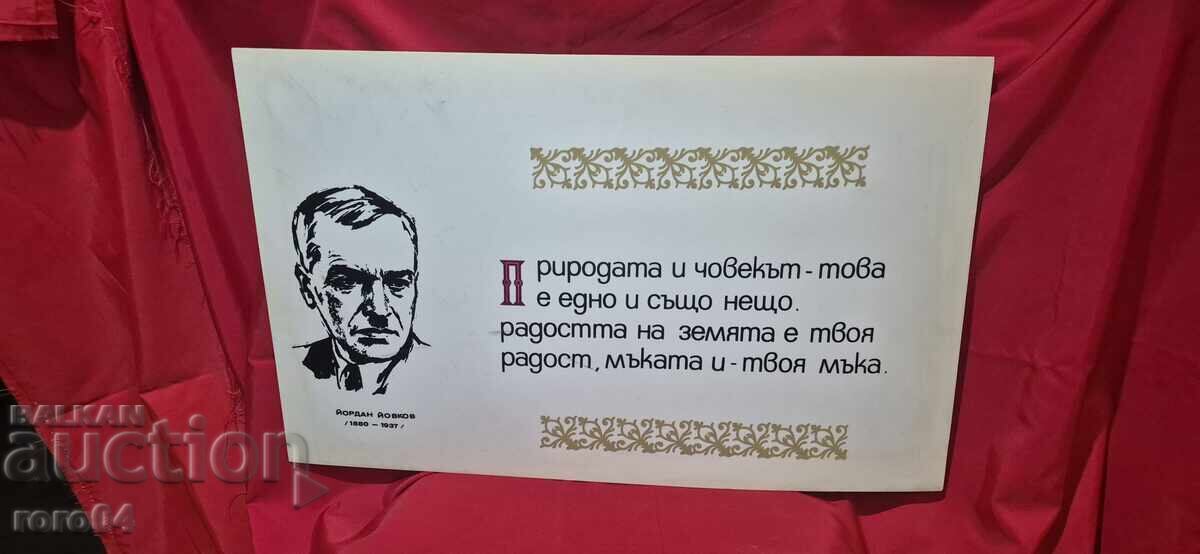 Природата и човекът - това
е едно и също нещо.
радостта на земята е твоя
радост, мъката и - твоя мъка.
ЙОРДАН ЙОВКОВ
/ 1880 - 1937 /
BALKAN
auction
roro04